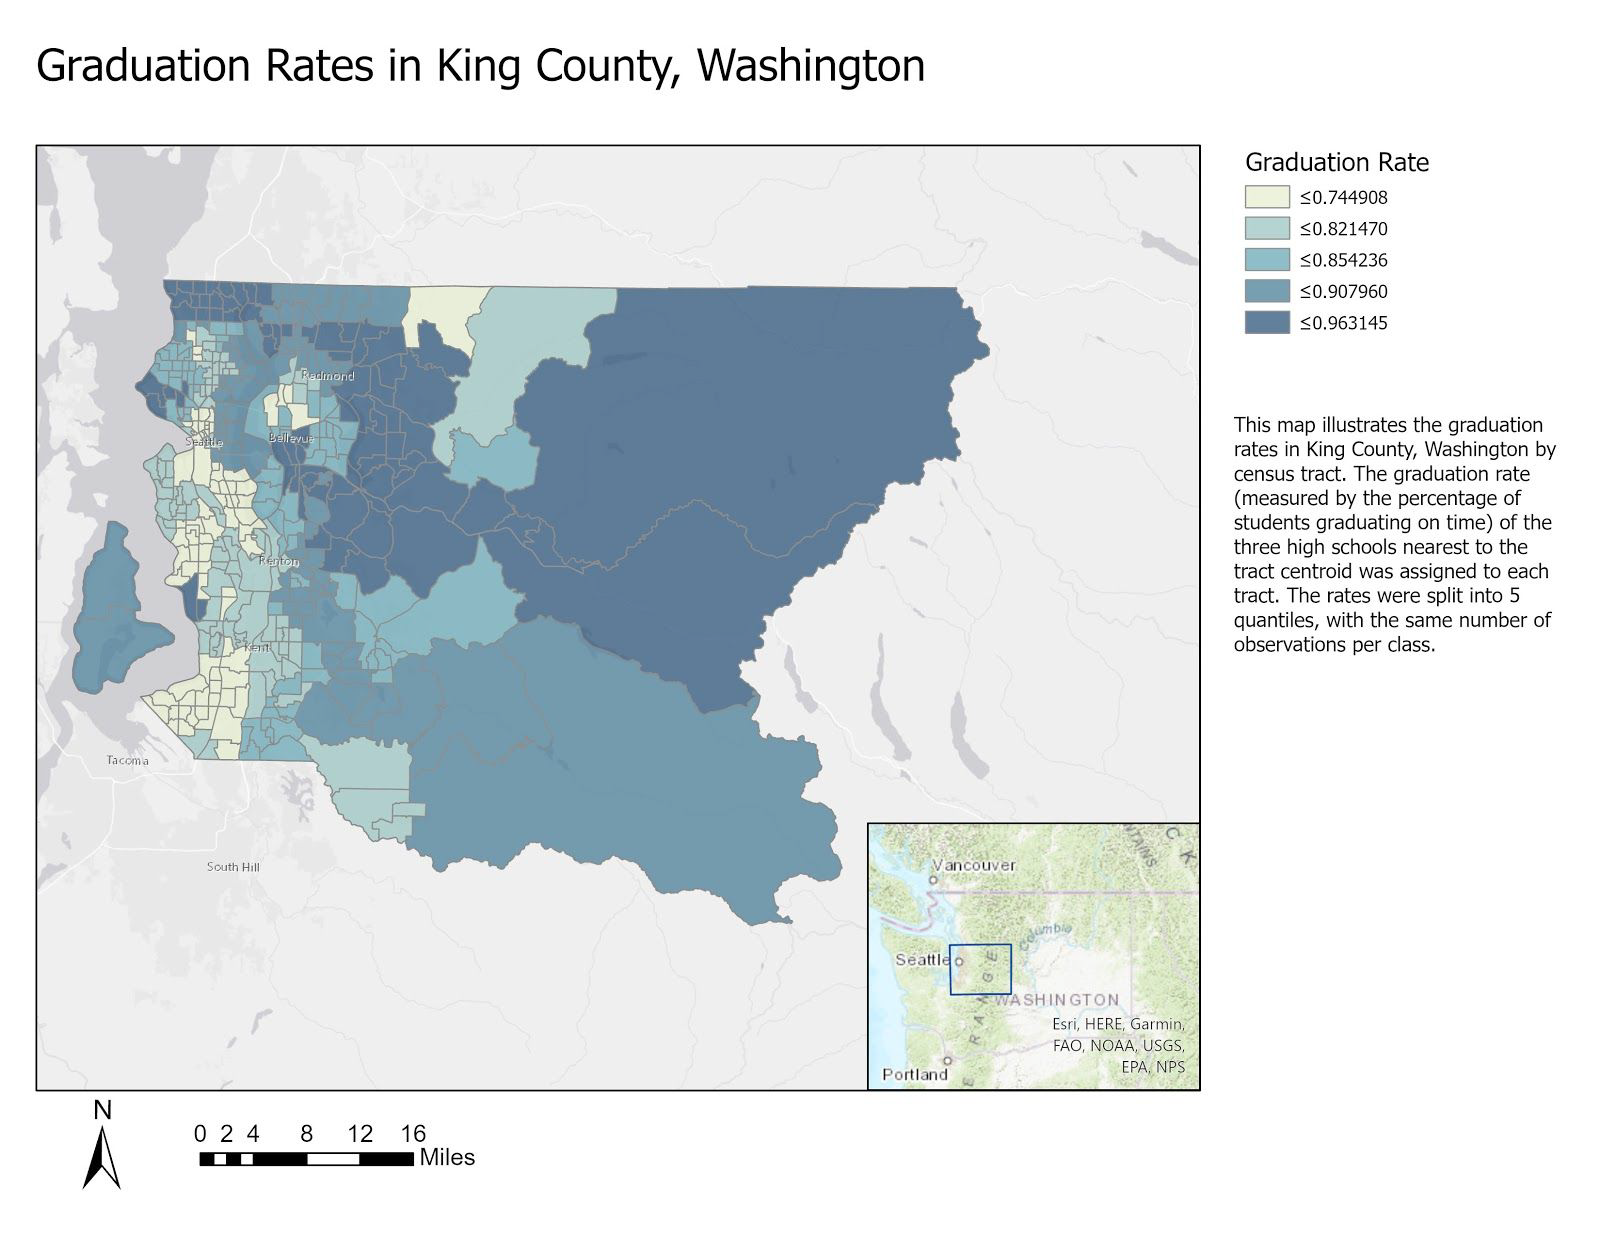 Graduation Rates in King County, Washington
Graduation Rate
≤0.744908
≤0.821470
≤0.854236
≤0.907960
≤0.963145
This map illustrates the graduation
rates in King County, Washington by
census tract. The graduation rate
(measured by the percentage of
students graduating on time) of the
three high schools nearest to the
tract centroid was assigned to each
tract. The rates were split into 5
quantiles, with the same number of
observations per class.
Redmond
Seattle
Bellevue
Renton
Kent
Tacoma
South Hill
Vancouver
Columbia
Seattle
WASHINGTON
RANGE
Portland
Esri, HERE, Garmin,
FAO, NOAA, USGS,
EPA, NPS
N
0 2 4 8 12 16
Miles